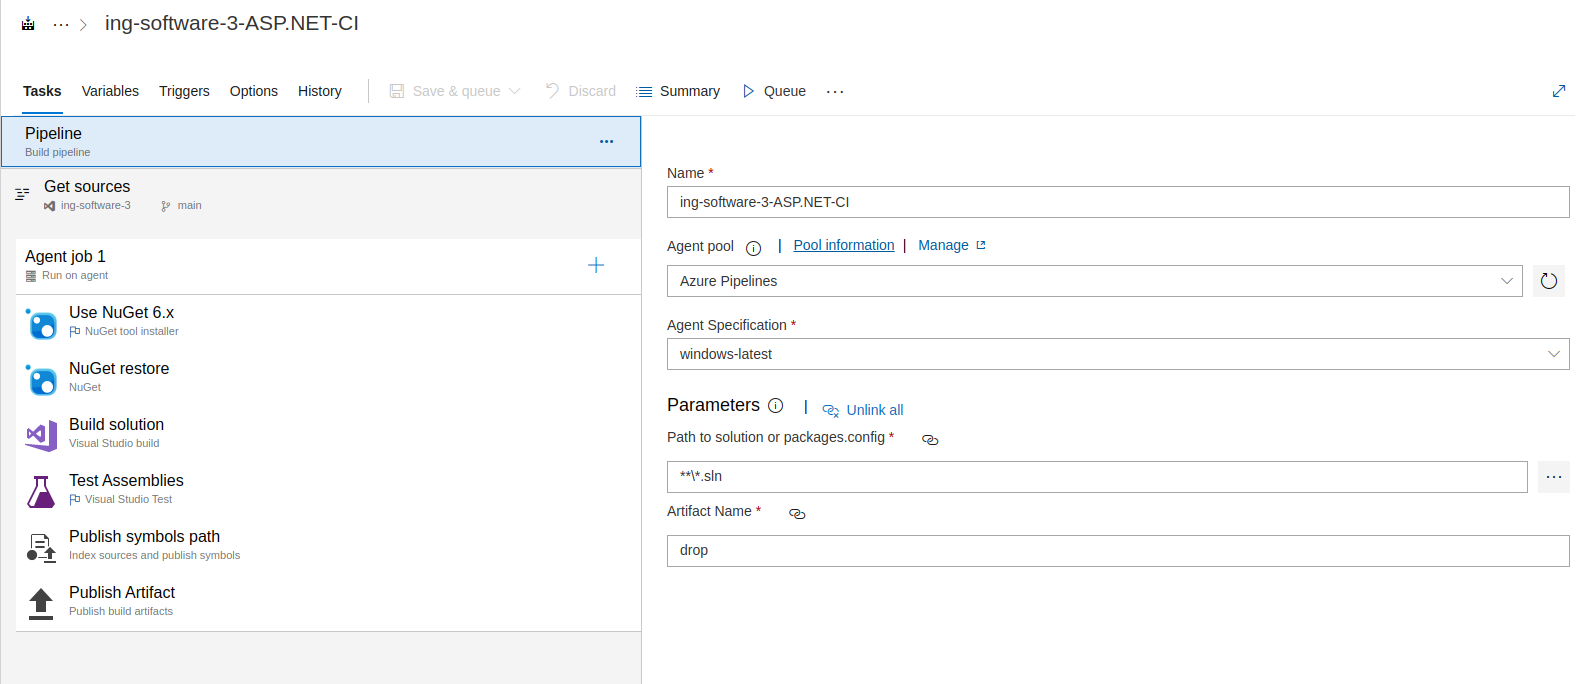 ing-software-3-ASP.NET-CI
Tasks Variables Triggers Options History Save & queue Discard Summary Queue
Pipeline
Build pipeline
Get sources
ing-software-3 main
Agent job 1
Run on agent
Use NuGet 6.x
NuGet tool installer
NuGet restore
NuGet
Build solution
Visual Studio build
Test Assemblies
Visual Studio Test
Publish symbols path
Index sources and publish symbols
Publish Artifact
Publish build artifacts
Name *
ing-software-3-ASP.NET-CI
Agent pool | Pool information | Manage
Azure Pipelines
Agent Specification *
windows-latest
Parameters | Unlink all
Path to solution or packages.config *
**\*.sln
Artifact Name *
drop